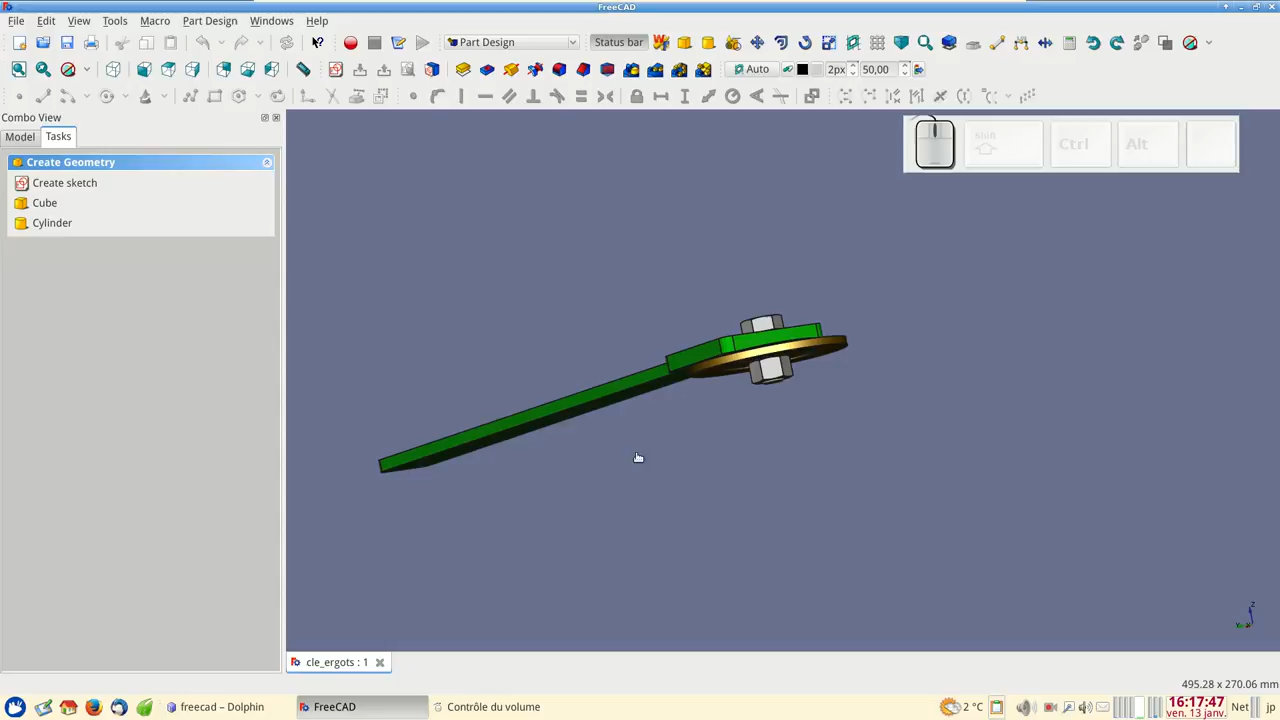 FreeCAD
File Edit View Tools Macro Part Design Windows Help
Part Design Status bar
Auto 2px 50,00
Combo View
Model Tasks
Create Geometry
Create sketch
Cube
Cylinder
Shift Ctrl Alt
Z
cle_ergots : 1
495.28 x 270.06 mm
freecad – Dolphin FreeCAD Contrôle du volume 2 °C Net 16:17:47 jp
ven. 13 janv.